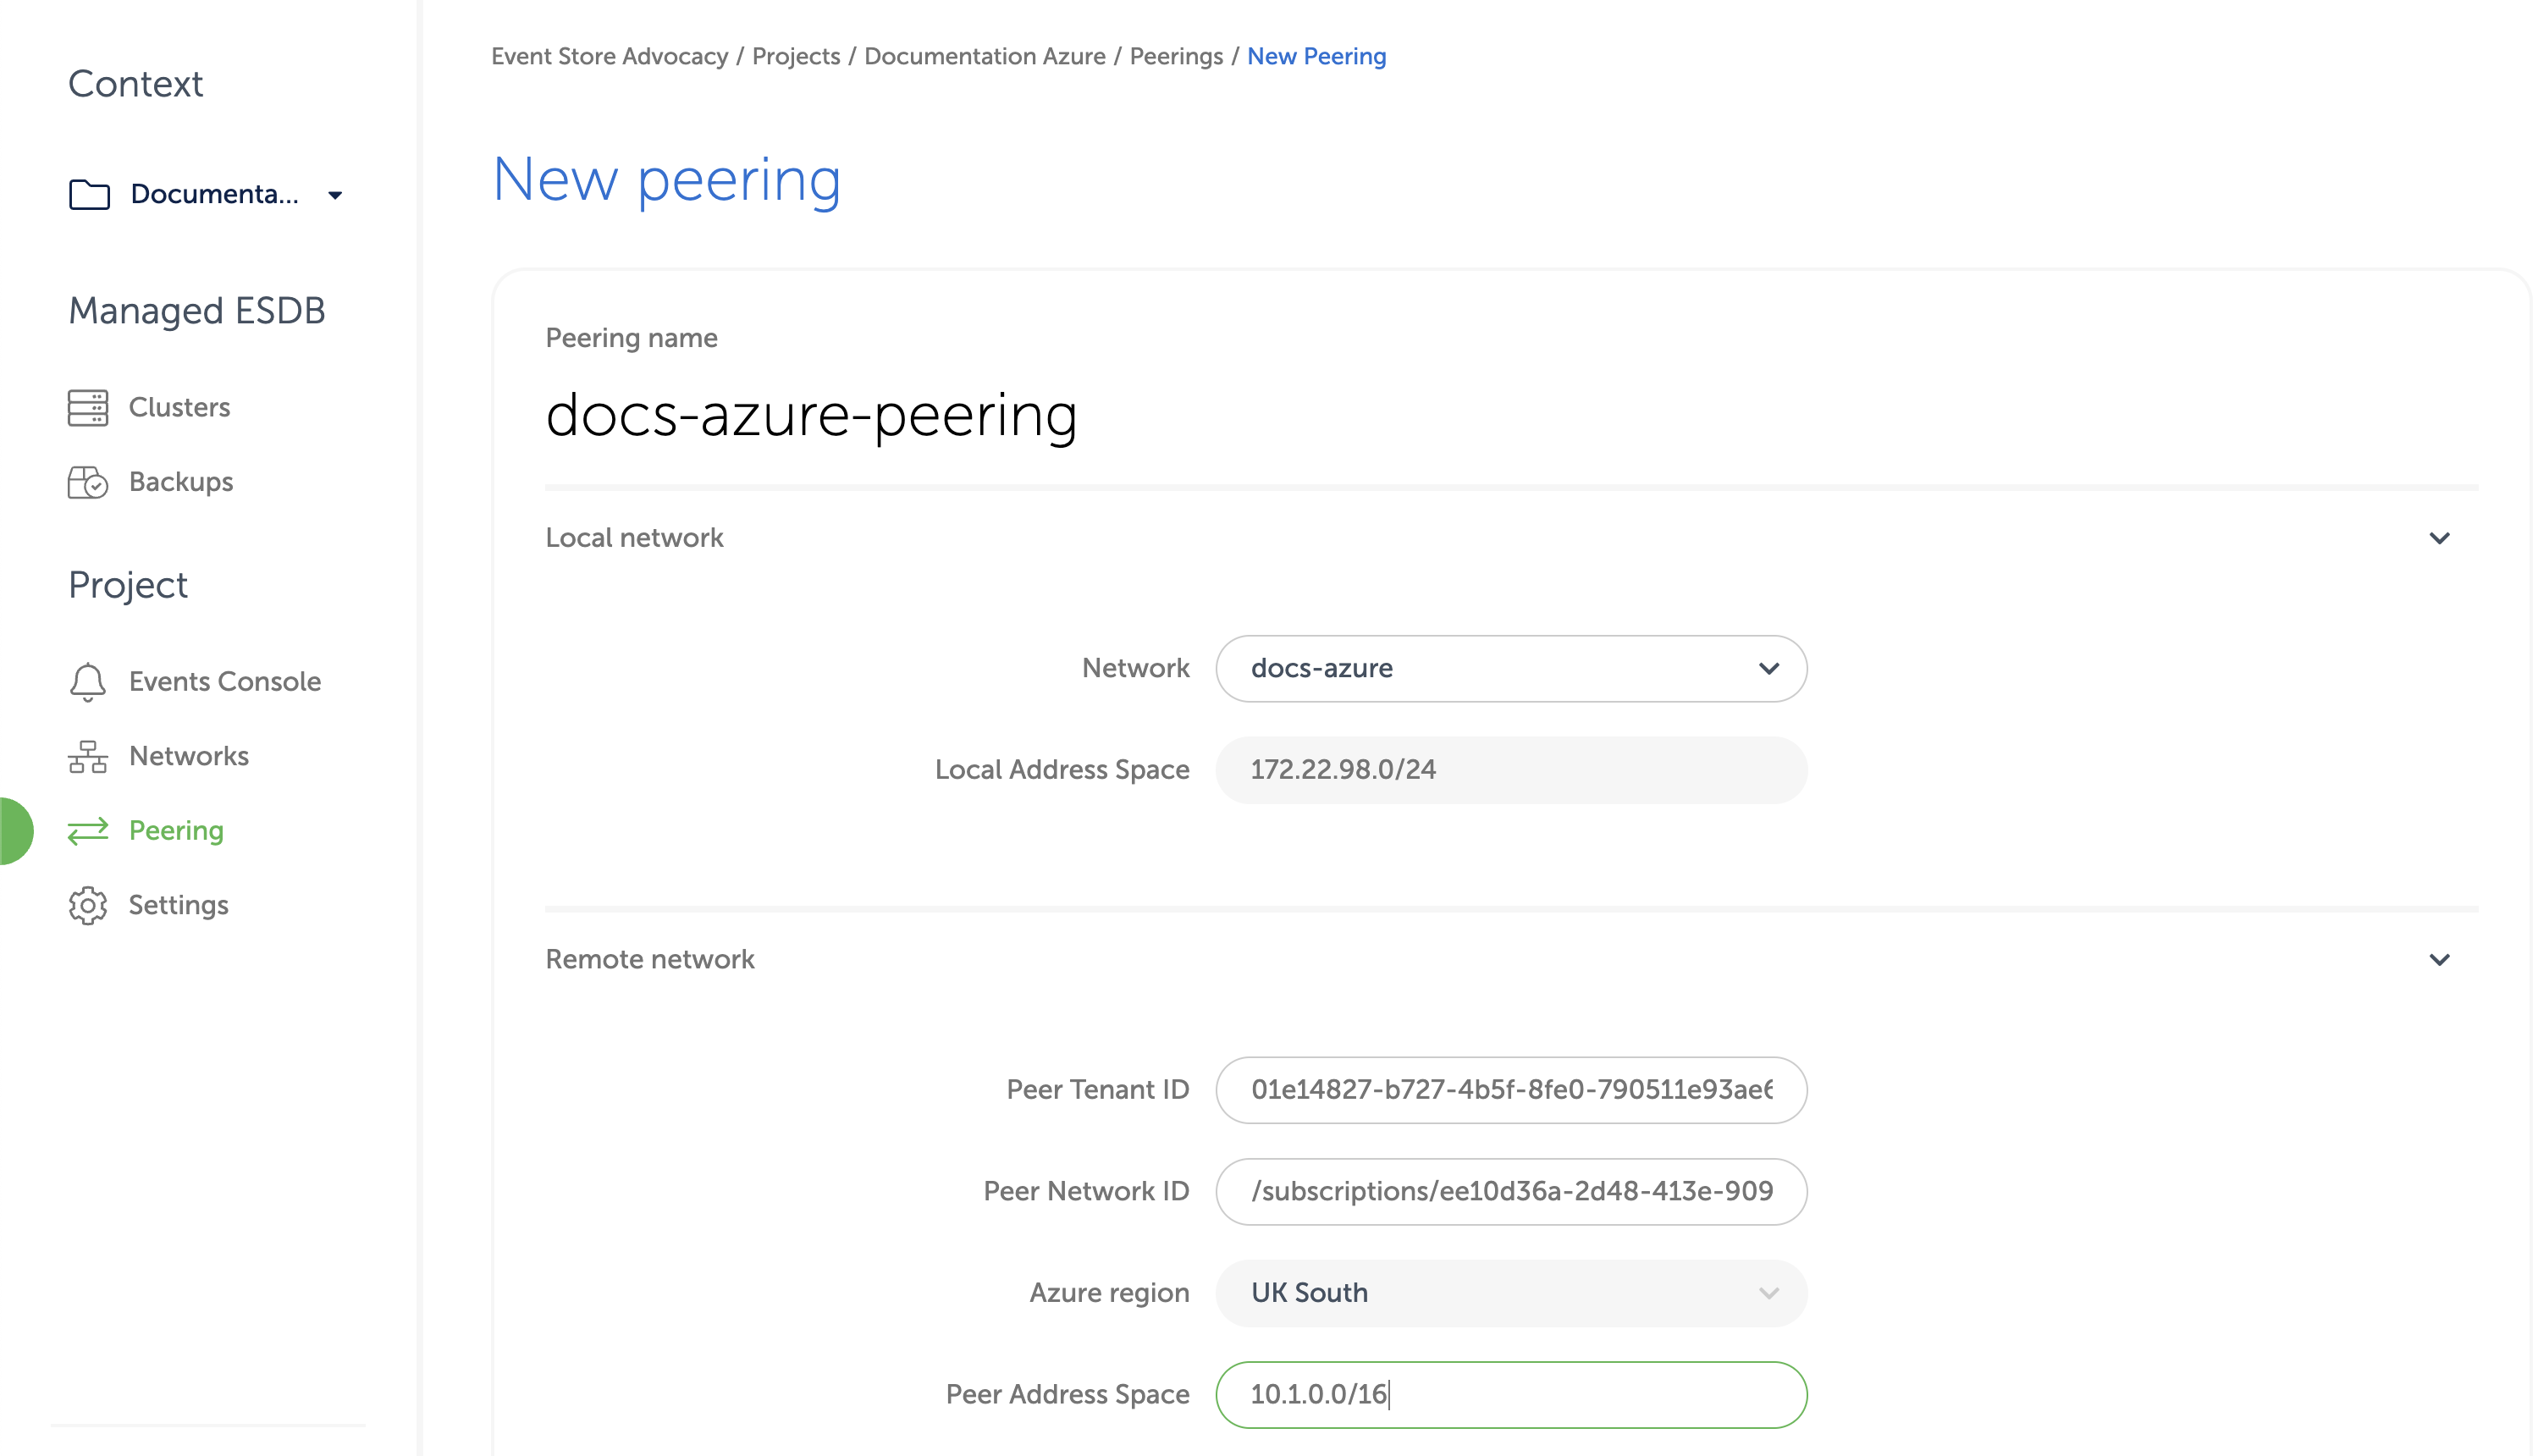 Context
Documenta...
Managed ESDB
Clusters
Backups
Project
Events Console
Networks
Peering
Settings
Event Store Advocacy / Projects / Documentation Azure / Peerings / New Peering
New peering
Peering name
docs-azure-peering
Local network
Network docs-azure
Local Address Space 172.22.98.0/24
Remote network
Peer Tenant ID 01e14827-b727-4b5f-8fe0-790511e93ae6
Peer Network ID /subscriptions/ee10d36a-2d48-413e-909
Azure region UK South
Peer Address Space 10.1.0.0/16